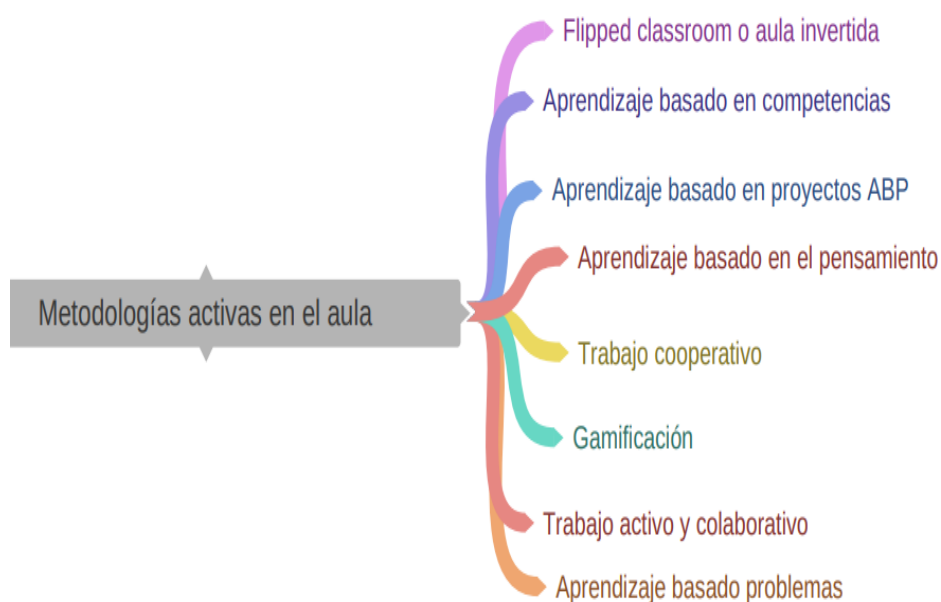 Flipped classroom o aula invertida
Aprendizaje basado en competencias
Aprendizaje basado en proyectos ABP
Aprendizaje basado en el pensamiento
Metodologías activas en el aula
Trabajo cooperativo
Gamificación
Trabajo activo y colaborativo
Aprendizaje basado problemas